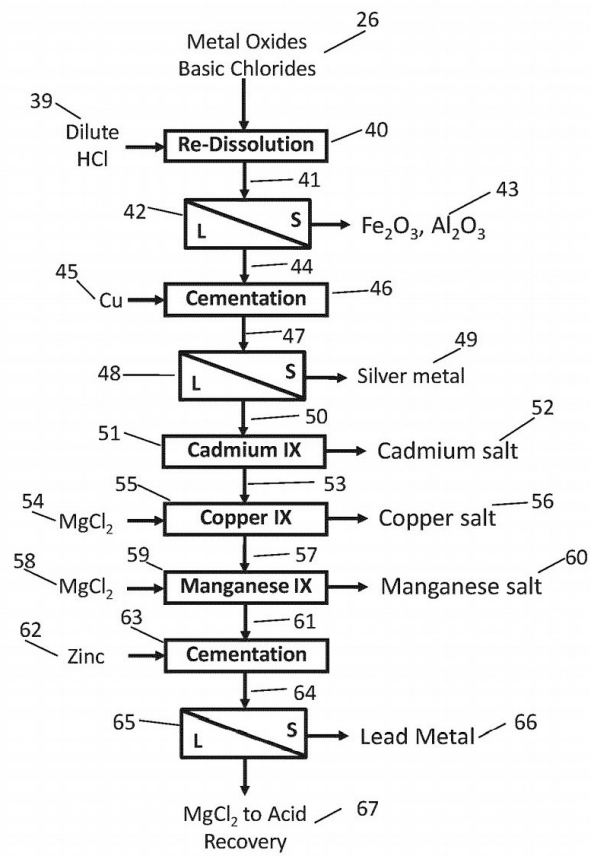 26
Metal Oxides
Basic Chlorides
39
Dilute
HCl
Re-Dissolution
40
41
42
L
S
43
Fe₂O₃, Al₂O₃
44
45
Cu
Cementation
46
47
48
L
S
49
Silver metal
50
51
Cadmium IX
52
Cadmium salt
53
54
MgCl₂
55
Copper IX
56
Copper salt
57
58
MgCl₂
59
Manganese IX
60
Manganese salt
61
62
Zinc
63
Cementation
64
65
L
S
Lead Metal
66
MgCl₂ to Acid
Recovery
67